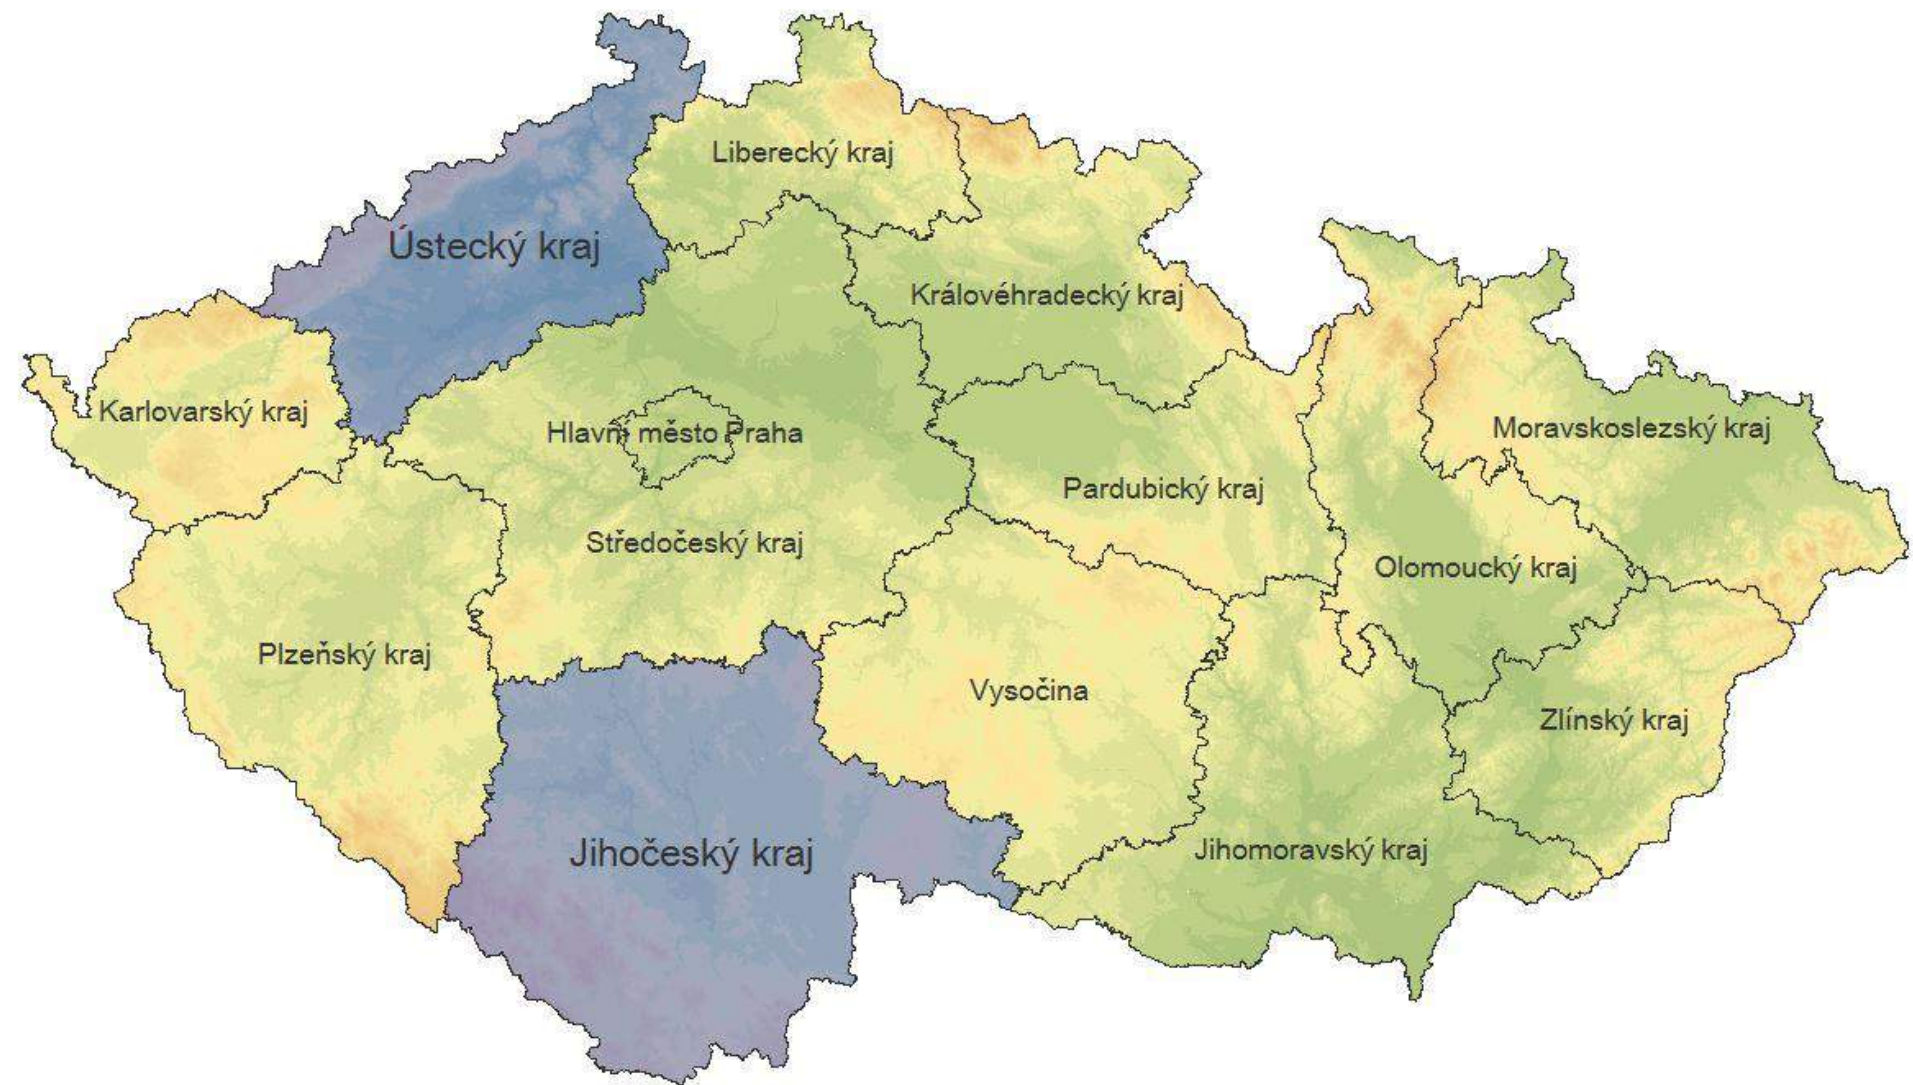 Liberecký kraj
Ústecký kraj
Královéhradecký kraj
Karlovarský kraj
Hlavní město Praha
Moravskoslezský kraj
Pardubický kraj
Středočeský kraj
Olomoucký kraj
Plzeňský kraj
Vysočina
Zlínský kraj
Jihočeský kraj
Jihomoravský kraj